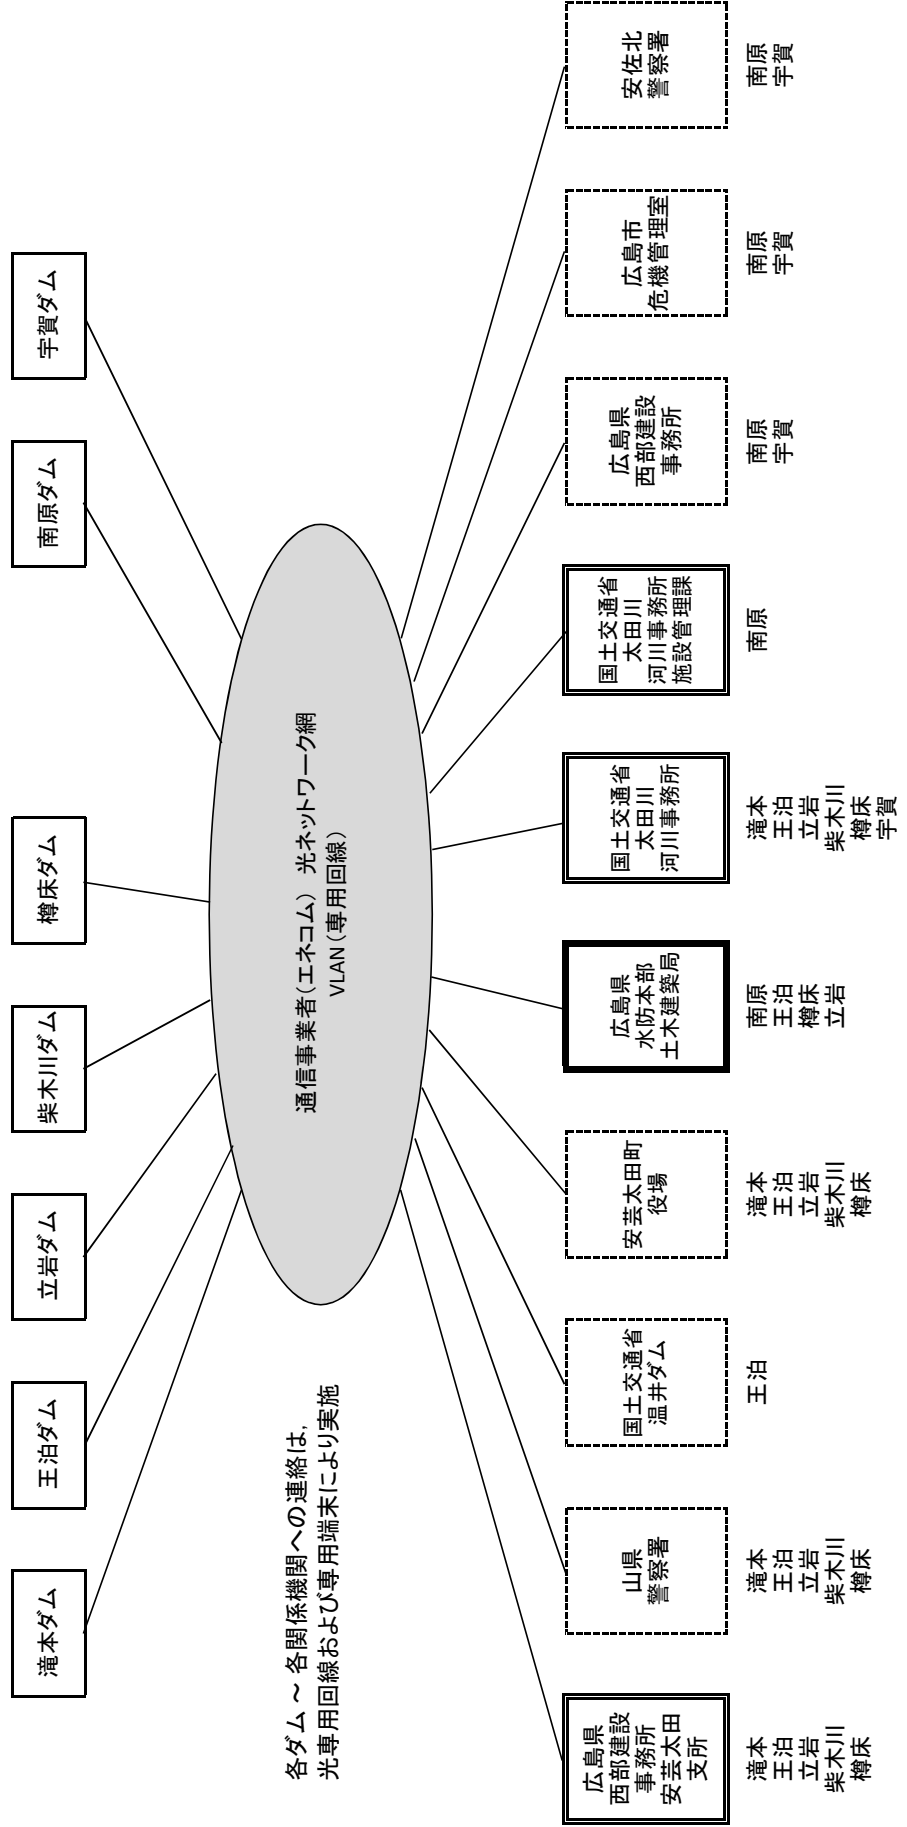 滝本ダム
王泊ダム
立岩ダム
柴木川ダム
樽床ダム
南原ダム
宇賀ダム
通信事業者（エネコム） 光ネットワーク網
VLAN（専用回線）
各ダム ～ 各関係機関への連絡は，
光専用回線および専用端末により実施
広島県
西部建設
事務所
安芸太田
支所
滝本
王泊
立岩
柴木川
樽床
山県
警察署
滝本
王泊
立岩
柴木川
樽床
国土交通省
温井ダム
王泊
安芸太田町
役場
滝本
王泊
立岩
柴木川
樽床
広島県
水防本部
土木建築局
南原
王泊
樽床
立岩
国土交通省
太田川
河川事務所
滝本
王泊
立岩
柴木川
樽床
宇賀
国土交通省
太田川
河川事務所
施設管理課
南原
広島県
西部建設
事務所
南原
宇賀
広島市
危機管理室
南原
宇賀
安佐北
警察署
南原
宇賀